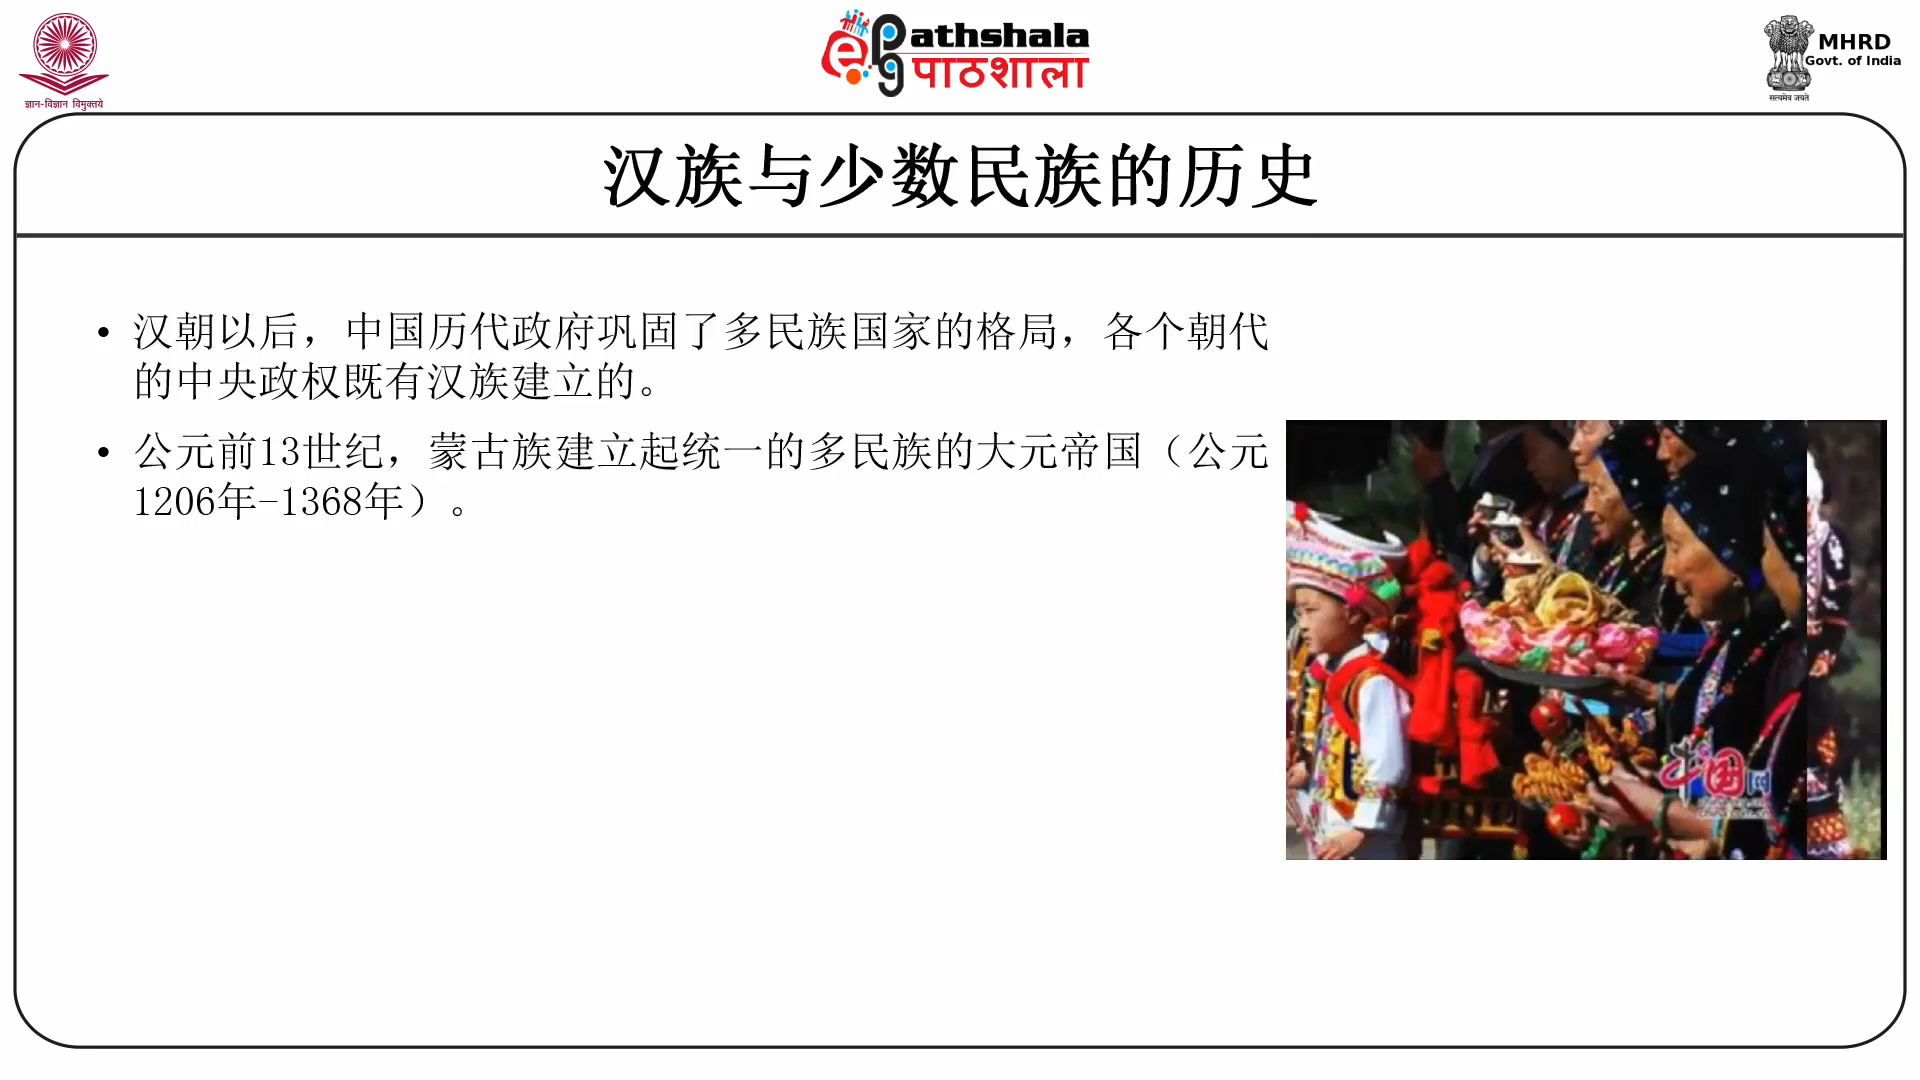 ज्ञान-विज्ञान विमुक्तये
ePathshala
पाठशाला
MHRD
Govt. of India
सत्यमेव जयते
汉族与少数民族的历史
• 汉朝以后，中国历代政府巩固了多民族国家的格局，各个朝代
的中央政权既有汉族建立的。
• 公元前13世纪，蒙古族建立起统一的多民族的大元帝国（公元
1206年-1368年）。
中国网